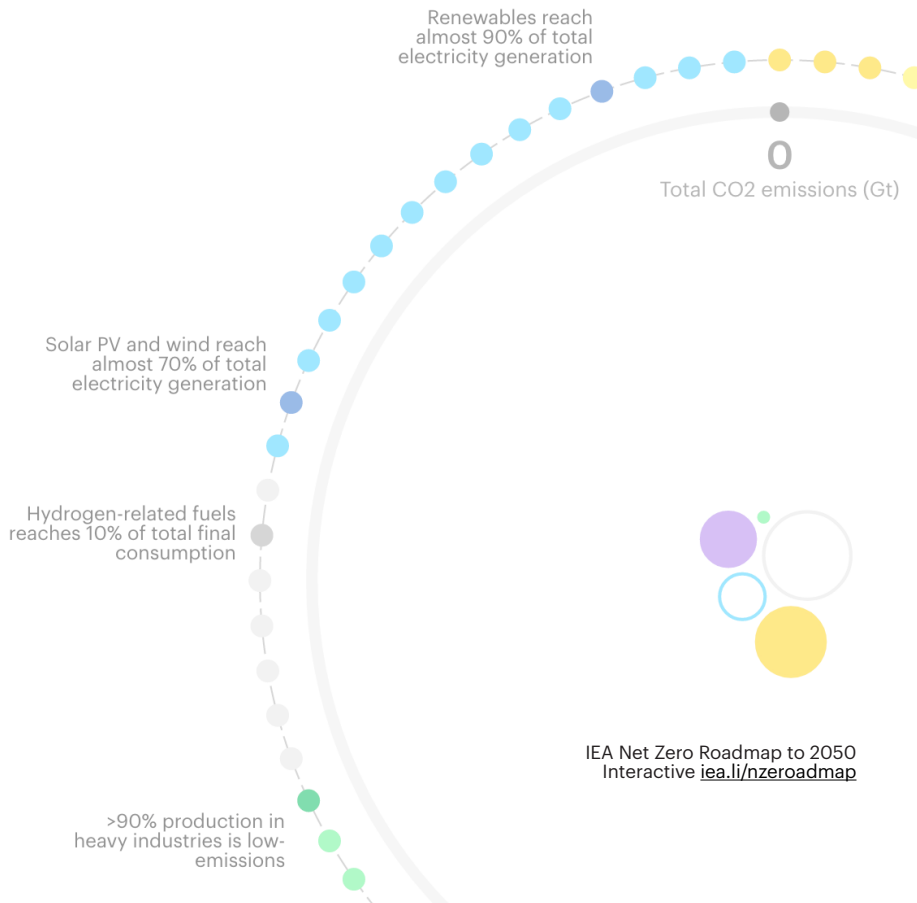 Renewables reach
almost 90% of total
electricity generation
0
Total CO2 emissions (Gt)
Solar PV and wind reach
almost 70% of total
electricity generation
Hydrogen-related fuels
reaches 10% of total final
consumption
IEA Net Zero Roadmap to 2050
Interactive iea.li/nzeroadmap
>90% production in
heavy industries is low-
emissions